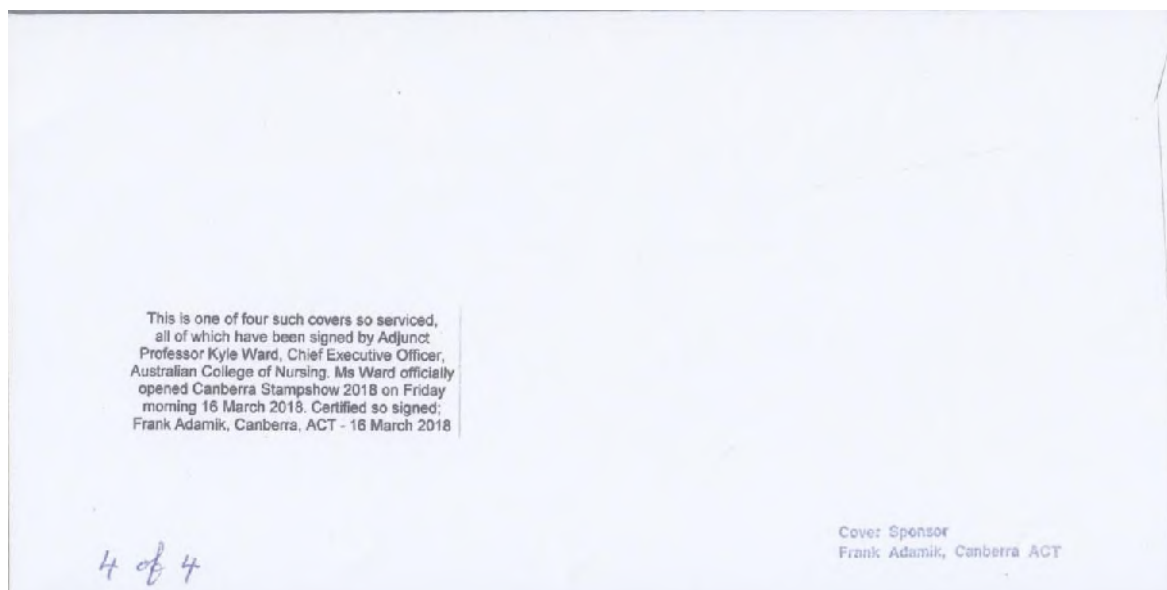 This is one of four such covers so serviced,
all of which have been signed by Adjunct
Professor Kyle Ward, Chief Executive Officer,
Australian College of Nursing. Ms Ward officially
opened Canberra Stampshow 2018 on Friday
morning 16 March 2018. Certified so signed;
Frank Adamik, Canberra, ACT - 16 March 2018
4 of 4
Cover Sponsor
Frank Adamik, Canberra ACT